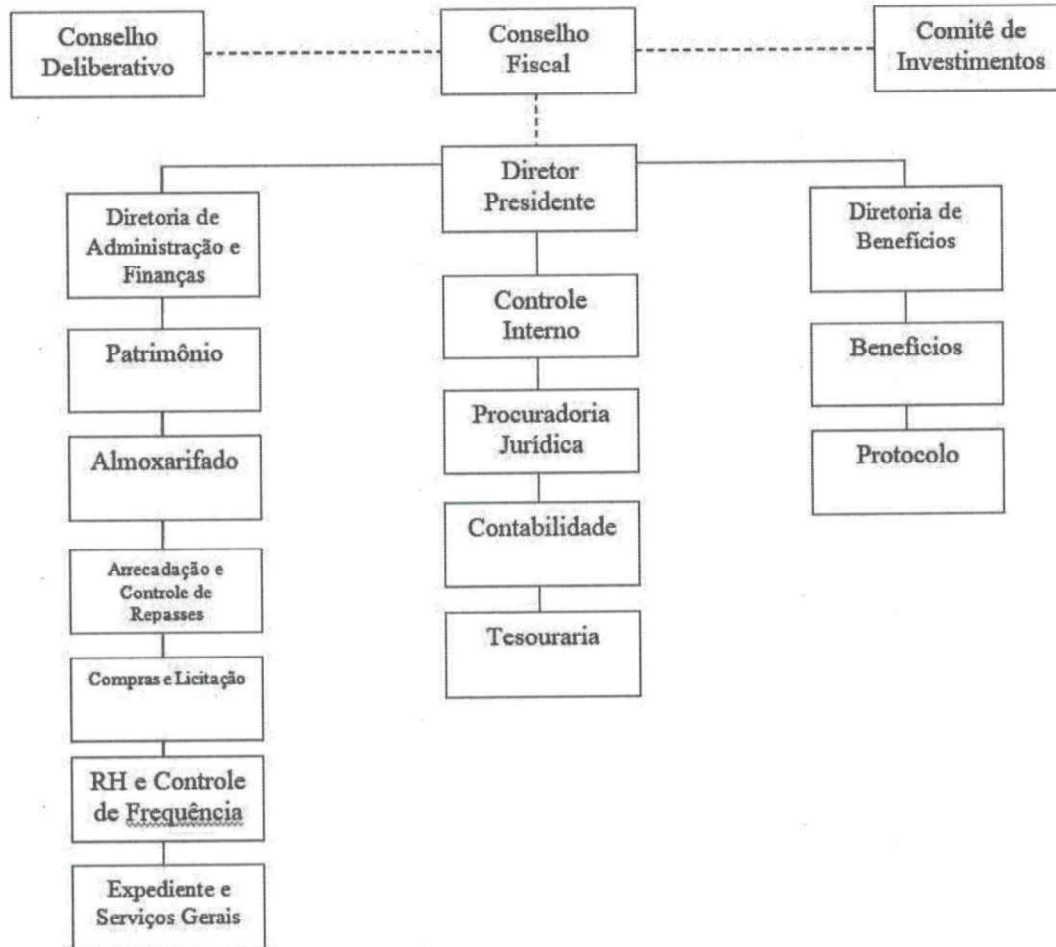 Conselho
Deliberativo
Conselho
Fiscal
Comitê de
Investimentos
Diretor
Presidente
Diretoria de
Administração e
Finanças
Diretoria de
Benefícios
Controle
Interno
Patrimônio
Benefícios
Procuradoria
Jurídica
Almoxarifado
Protocolo
Contabilidade
Arrecadação e
Controle de
Repasses
Tesouraria
Compras e Licitação
RH e Controle
de Frequência
Expediente e
Serviços Gerais